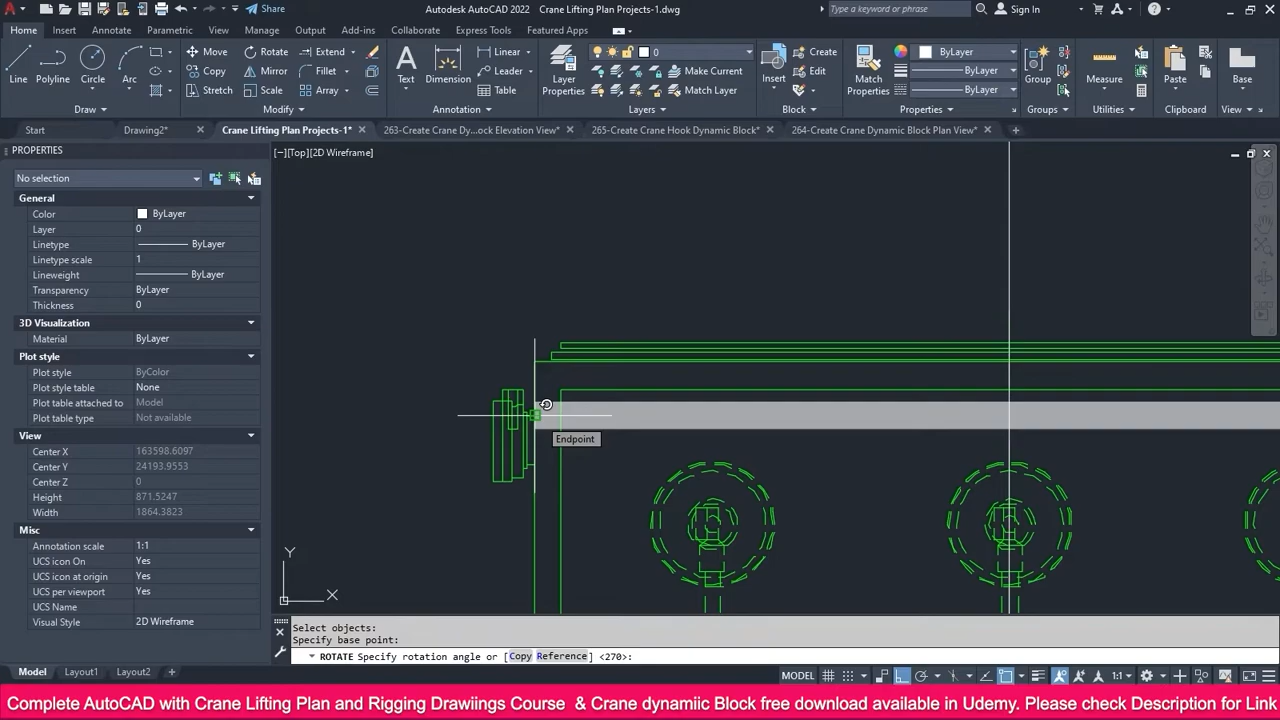 Share
Autodesk AutoCAD 2022 Crane Lifting Plan Projects-1.dwg
Type a keyword or phrase
Sign In
Home Insert Annotate Parametric View Manage Output Add-ins Collaborate Express Tools Featured Apps
Line Polyline Circle Arc
Move Rotate Extend
Copy Mirror Fillet
Stretch Scale Array
Text Dimension
Linear
Leader
Table
Layer Properties
0
Make Current
Match Layer
Insert
Create
Edit
Match Properties
ByLayer
ByLayer
ByLayer
Group
Measure
Paste
Base
Draw Modify Annotation Layers Block Properties Groups Utilities Clipboard View
Start Drawing2* Crane Lifting Plan Projects-1* 263-Create Crane Dy...ock Elevation View* 265-Create Crane Hook Dynamic Block* 264-Create Crane Dynamic Block Plan View*
PROPERTIES
[−][Top][2D Wireframe]
No selection
General
Color ByLayer
Layer 0
Linetype ByLayer
Linetype scale 1
Lineweight ByLayer
Transparency ByLayer
Thickness 0
3D Visualization
Material ByLayer
Plot style
Plot style ByColor
Plot style table None
Plot table attached to Model
Plot table type Not available
View
Center X 163598.6097
Center Y 24193.9553
Center Z 0
Height 871.5247
Width 1864.3823
Misc
Annotation scale 1:1
UCS icon On Yes
UCS icon at origin Yes
UCS per viewport Yes
UCS Name
Visual Style 2D Wireframe
Endpoint
Y
X
Select objects:
Specify base point:
ROTATE Specify rotation angle or [Copy Reference] <270>:
Model Layout1 Layout2
MODEL
1:1
Complete AutoCAD with Crane Lifting Plan and Rigging Drawiings Course & Crane dynamiic Block free download available in Udemy. Please check Description for Link